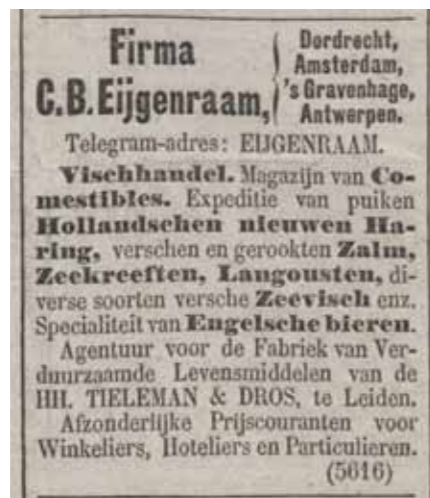 Firma
C.B. Eijgenraam,
Dordrecht,
Amsterdam,
's Gravenhage,
Antwerpen.
Telegram-adres: EIJGENRAAM.
Vischhandel. Magazijn van Co-
mestibles. Expeditie van puiken
Hollandschen nieuwen Ha-
ring, verschen en gerookten Zalm,
Zeekreeften, Langousten, di-
verse soorten versche Zeevisch enz.
Specialiteit van Engelsche bieren.
Agentuur voor de Fabriek van Ver-
duurzaamde Levensmiddelen van de
HH. TIELEMAN & DROS, te Leiden.
Afzonderlijke Prijscouranten voor
Winkeliers, Hoteliers en Particulieren.
(5616)